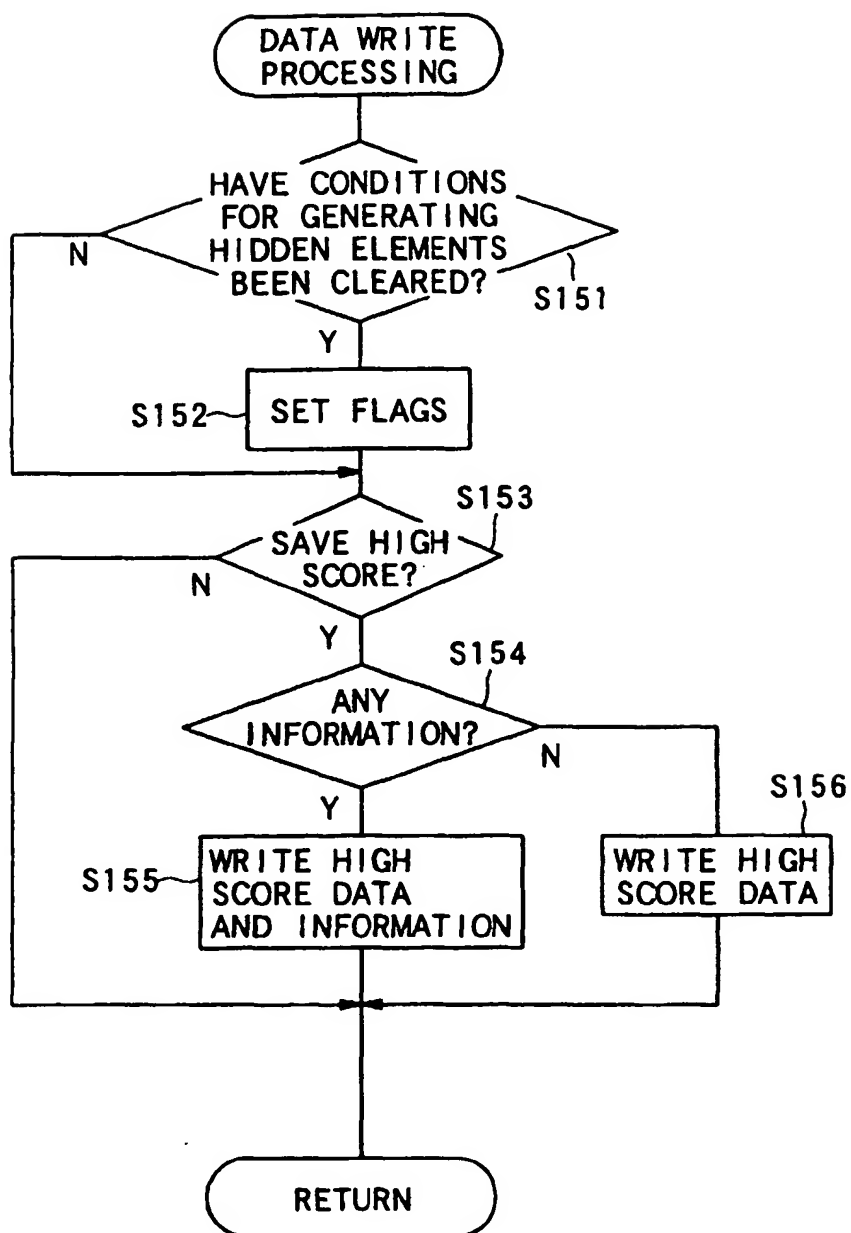 DATA WRITE
PROCESSING
HAVE CONDITIONS
FOR GENERATING
HIDDEN ELEMENTS
BEEN CLEARED?
N
S151
Y
S152
SET FLAGS
S153
SAVE HIGH
SCORE?
N
Y
S154
ANY
INFORMATION?
N
Y
S156
S155
WRITE HIGH
SCORE DATA
AND INFORMATION
WRITE HIGH
SCORE DATA
RETURN